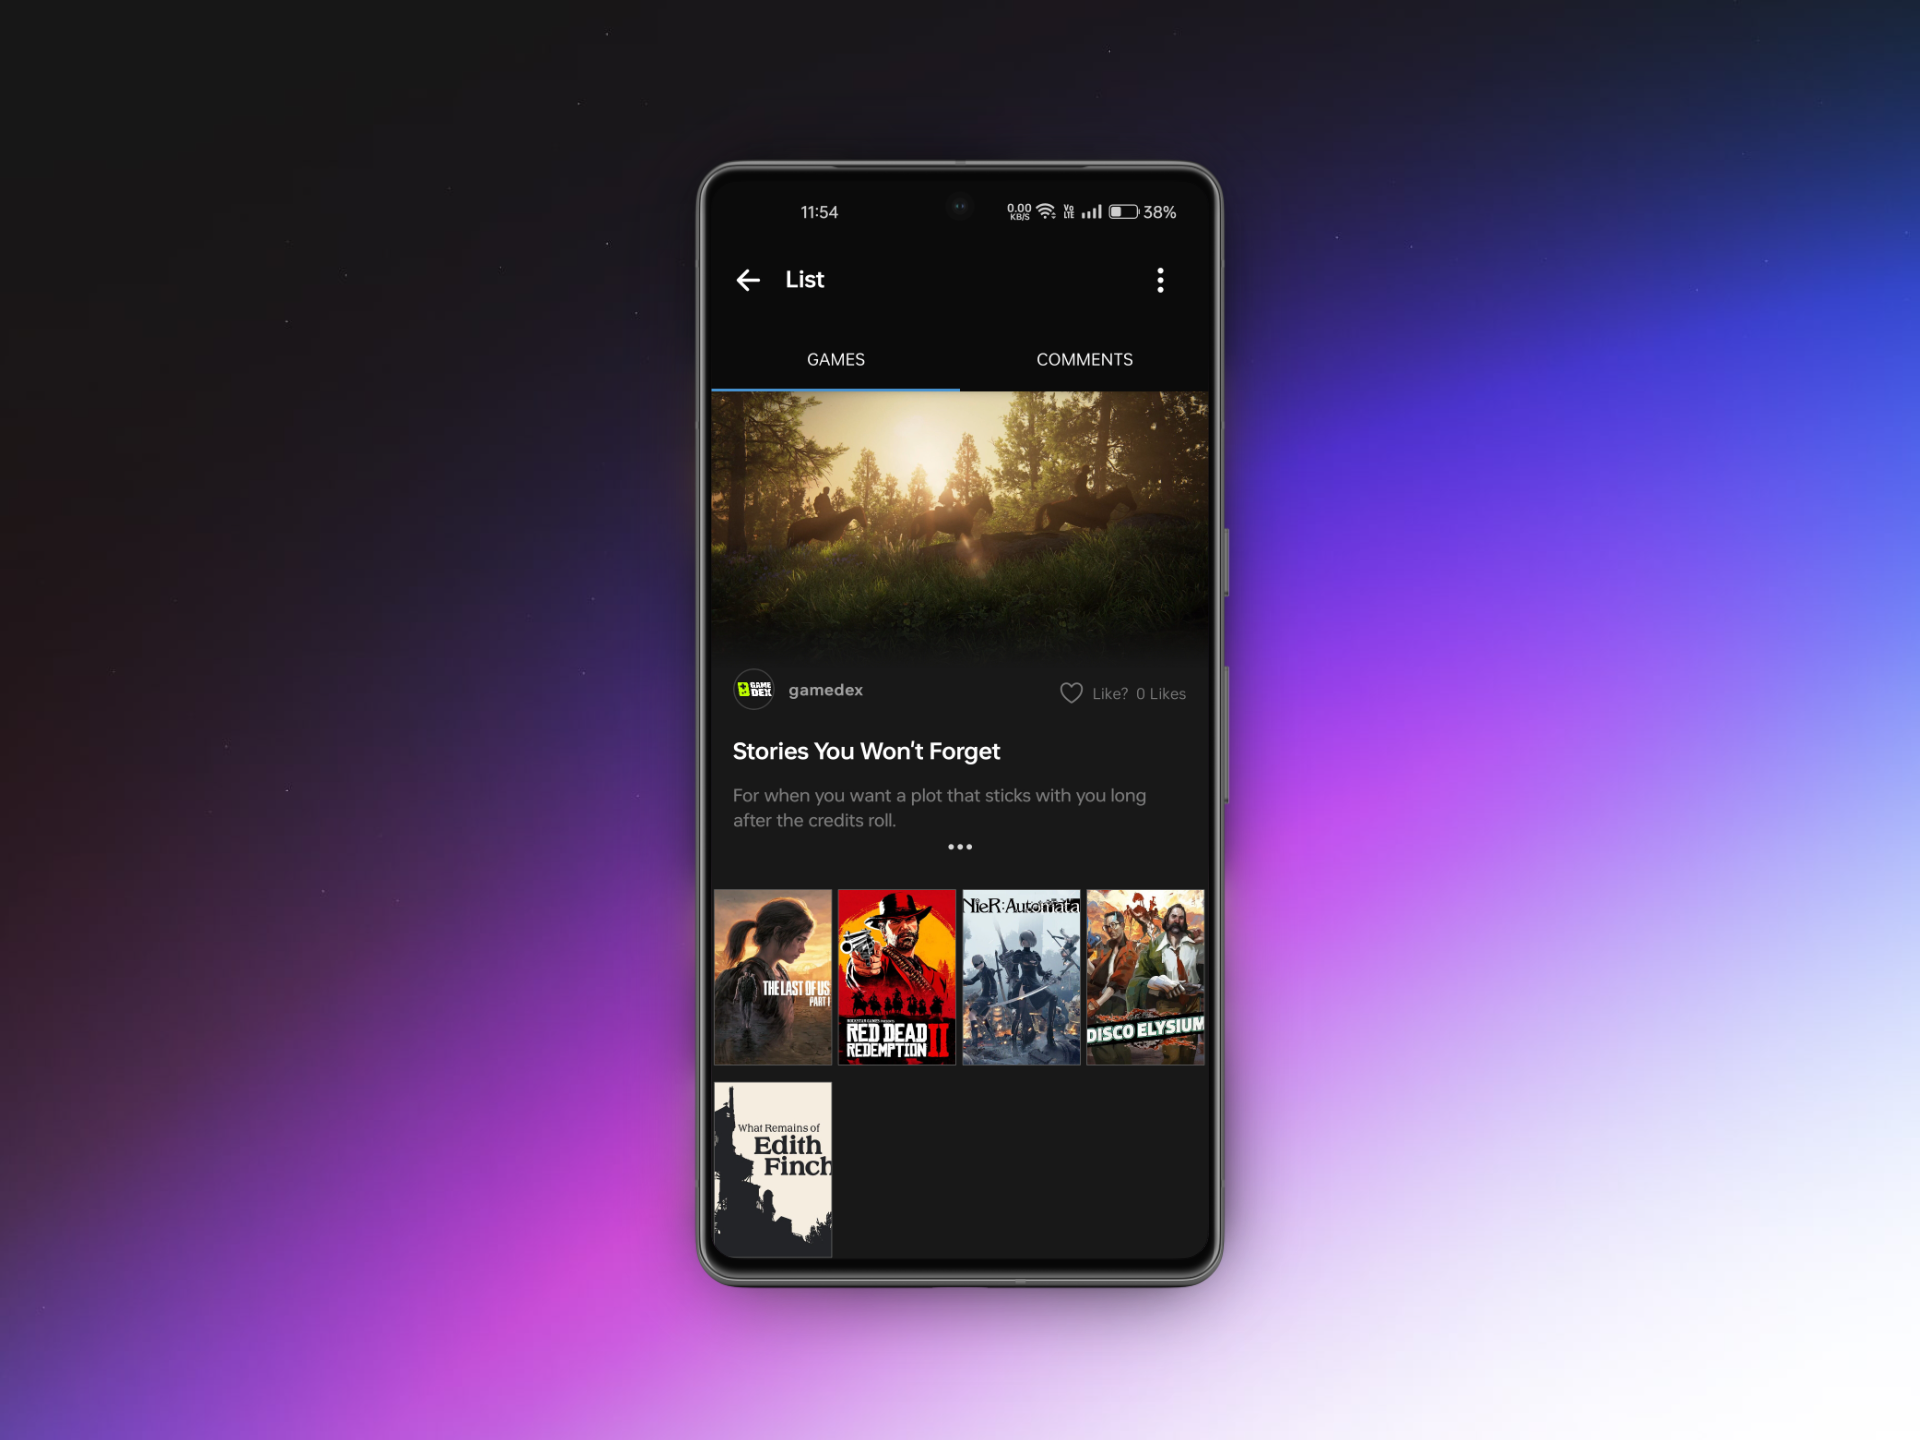 11:54
0.00 KB/S Vo LTE 38%
List
GAMES COMMENTS
GAME DEX
gamedex
Like? 0 Likes
Stories You Won't Forget
For when you want a plot that sticks with you long
after the credits roll.
THE LAST OF US
PART I
RED DEAD
REDEMPTION II
NieR:Automata
DISCO ELYSIUM
What Remains of
Edith
Finch